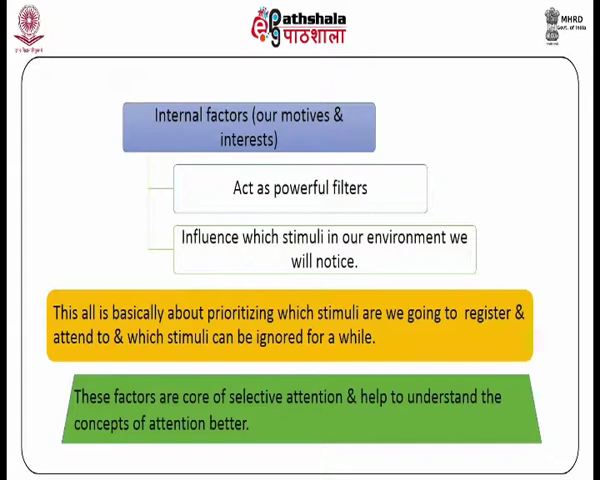 Pathshala
पाठशाला
MHRD
Govt. of India
Internal factors (our motives &
interests)
Act as powerful filters
Influence which stimuli in our environment we
will notice.
This all is basically about prioritizing which stimuli are we going to register &
attend to & which stimuli can be ignored for a while.
These factors are core of selective attention & help to understand the
concepts of attention better.